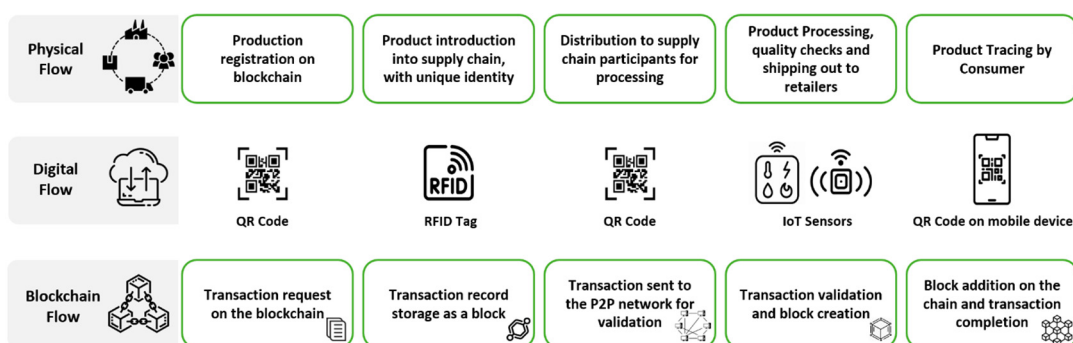 Physical
Flow
Production
registration on
blockchain
Product introduction
into supply chain,
with unique identity
Distribution to supply
chain participants for
processing
Product Processing,
quality checks and
shipping out to
retailers
Product Tracing by
Consumer
Digital
Flow
QR Code
RFID
RFID Tag
QR Code
IoT Sensors
QR Code on mobile device
Blockchain
Flow
Transaction request
on the blockchain
Transaction record
storage as a block
Transaction sent to
the P2P network for
validation
Transaction validation
and block creation
Block addition on the
chain and transaction
completion